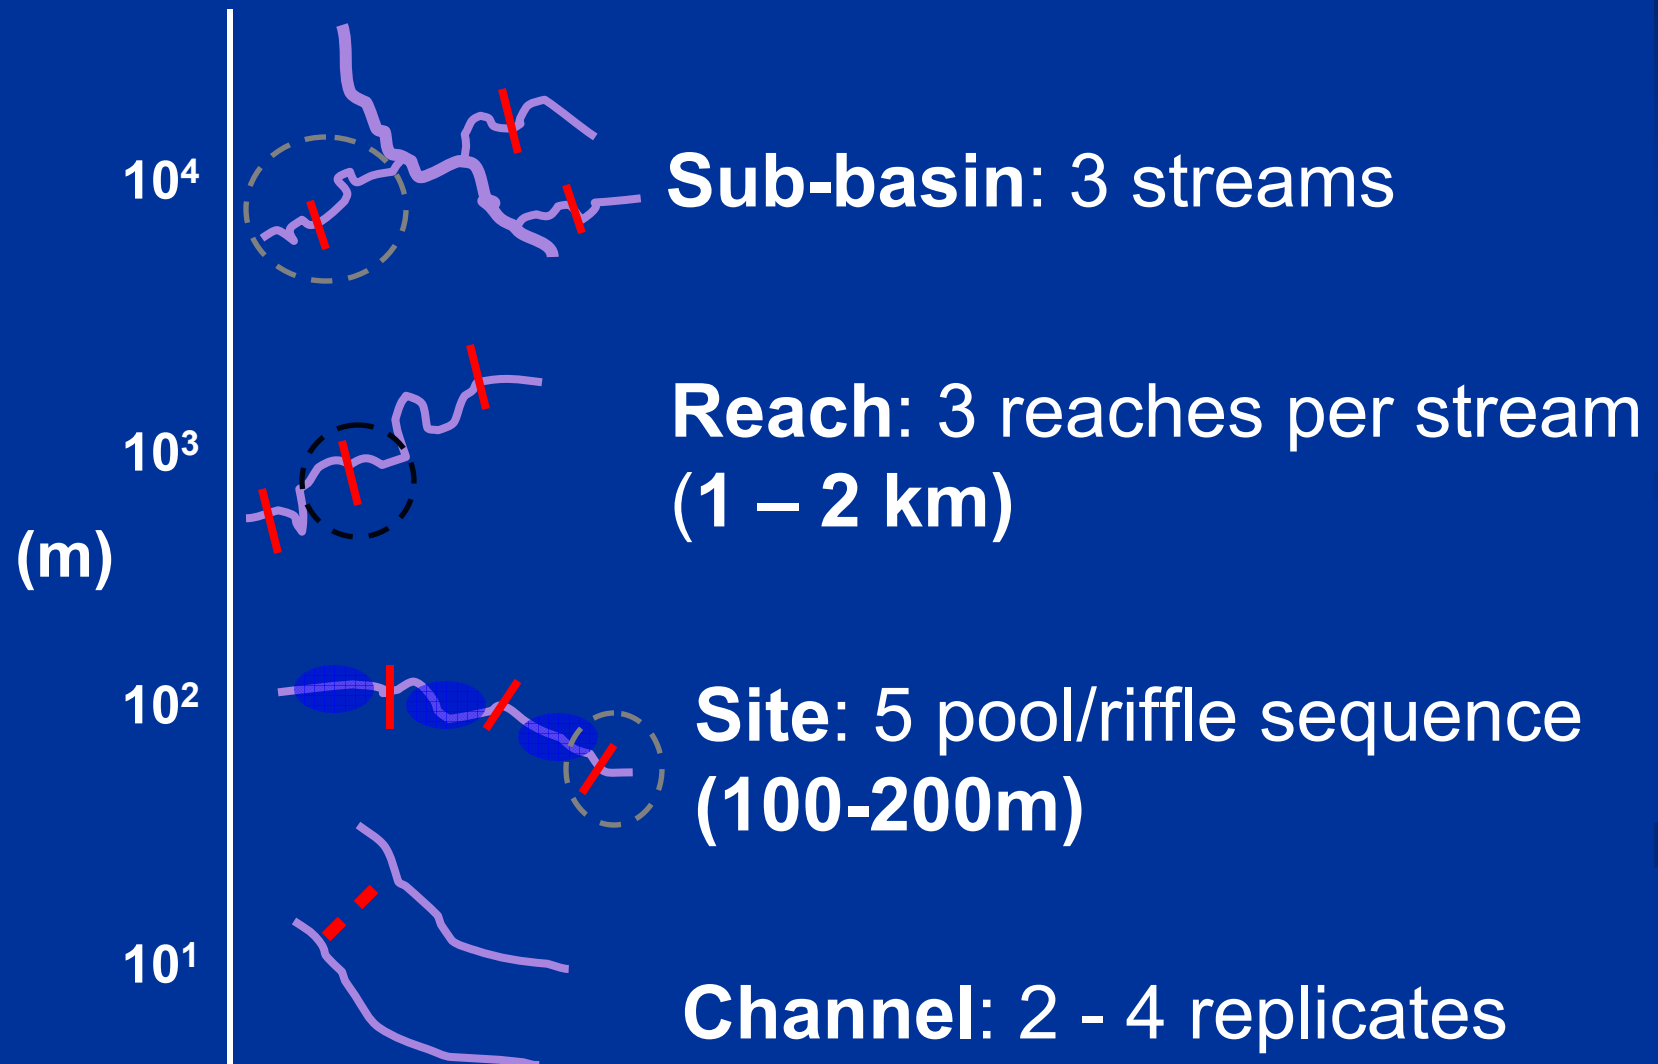 10⁴
Sub-basin: 3 streams
10³
Reach: 3 reaches per stream
(1 – 2 km)
(m)
10²
Site: 5 pool/riffle sequence
(100-200m)
10¹
Channel: 2 - 4 replicates